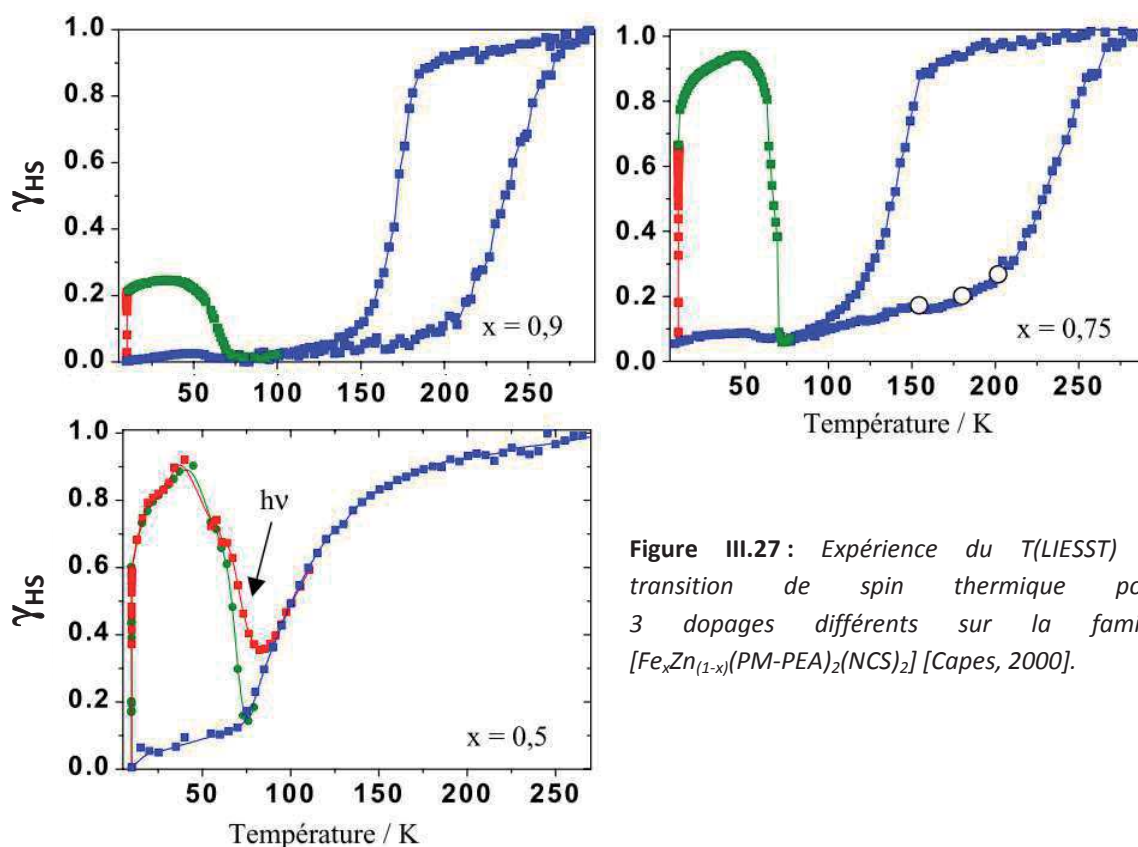 1.0
0.8
0.6
0.4
0.2
0.0
γHS
50 100 150 200 250
x = 0,9
1.0
0.8
0.6
0.4
0.2
0.0
50 100 150 200 250
x = 0,75
Température / K
1.0
0.8
0.6
0.4
0.2
0.0
γHS
hν
50 100 150 200 250
x = 0,5
Température / K
Figure III.27 : Expérience du T(LIESST)
transition de spin thermique
3 dopages différents sur la
[FexZn(1-x)(PM-PEA)2(NCS)2] [Capes, 2000].